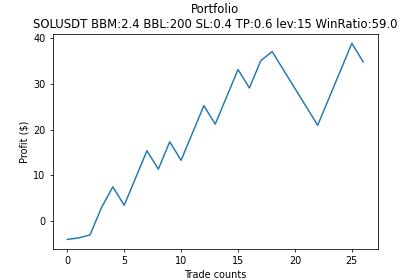 Portfolio
SOLUSDT BBM:2.4 BBL:200 SL:0.4 TP:0.6 lev:15 WinRatio:59.0
40
30
20
10
0
Profit ($)
0 5 10 15 20 25
Trade counts